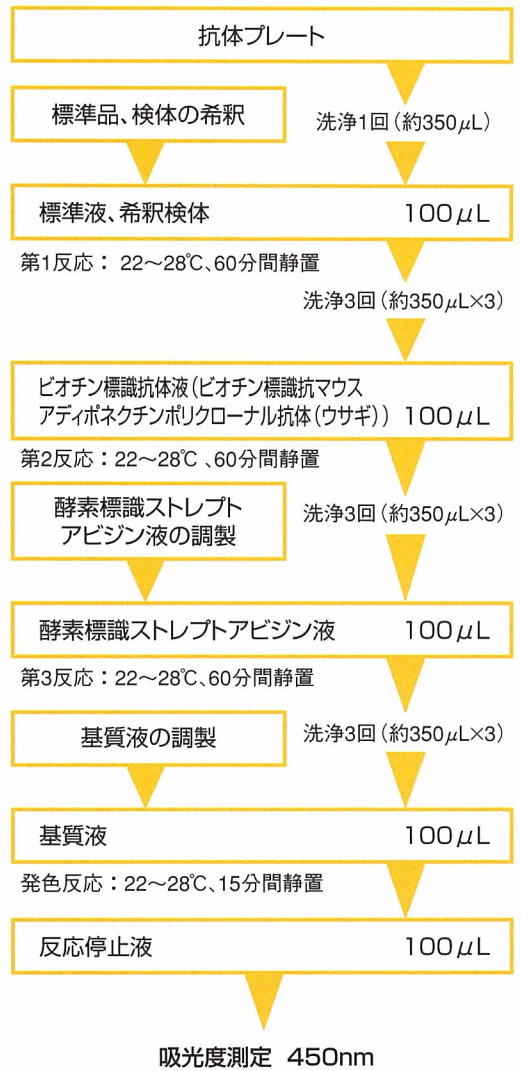 抗体プレート
標準品、検体の希釈
洗浄1回(約350μL)
標準液、希釈検体 100μL
第1反応：22～28℃、60分間静置
洗浄3回(約350μL×3)
ビオチン標識抗体液(ビオチン標識抗マウス
アディポネクチンポリクローナル抗体(ウサギ)) 100μL
第2反応：22～28℃、60分間静置
酵素標識ストレプト
アビジン液の調製
洗浄3回(約350μL×3)
酵素標識ストレプトアビジン液 100μL
第3反応：22～28℃、60分間静置
基質液の調製
洗浄3回(約350μL×3)
基質液 100μL
発色反応：22～28℃、15分間静置
反応停止液 100μL
吸光度測定 450nm